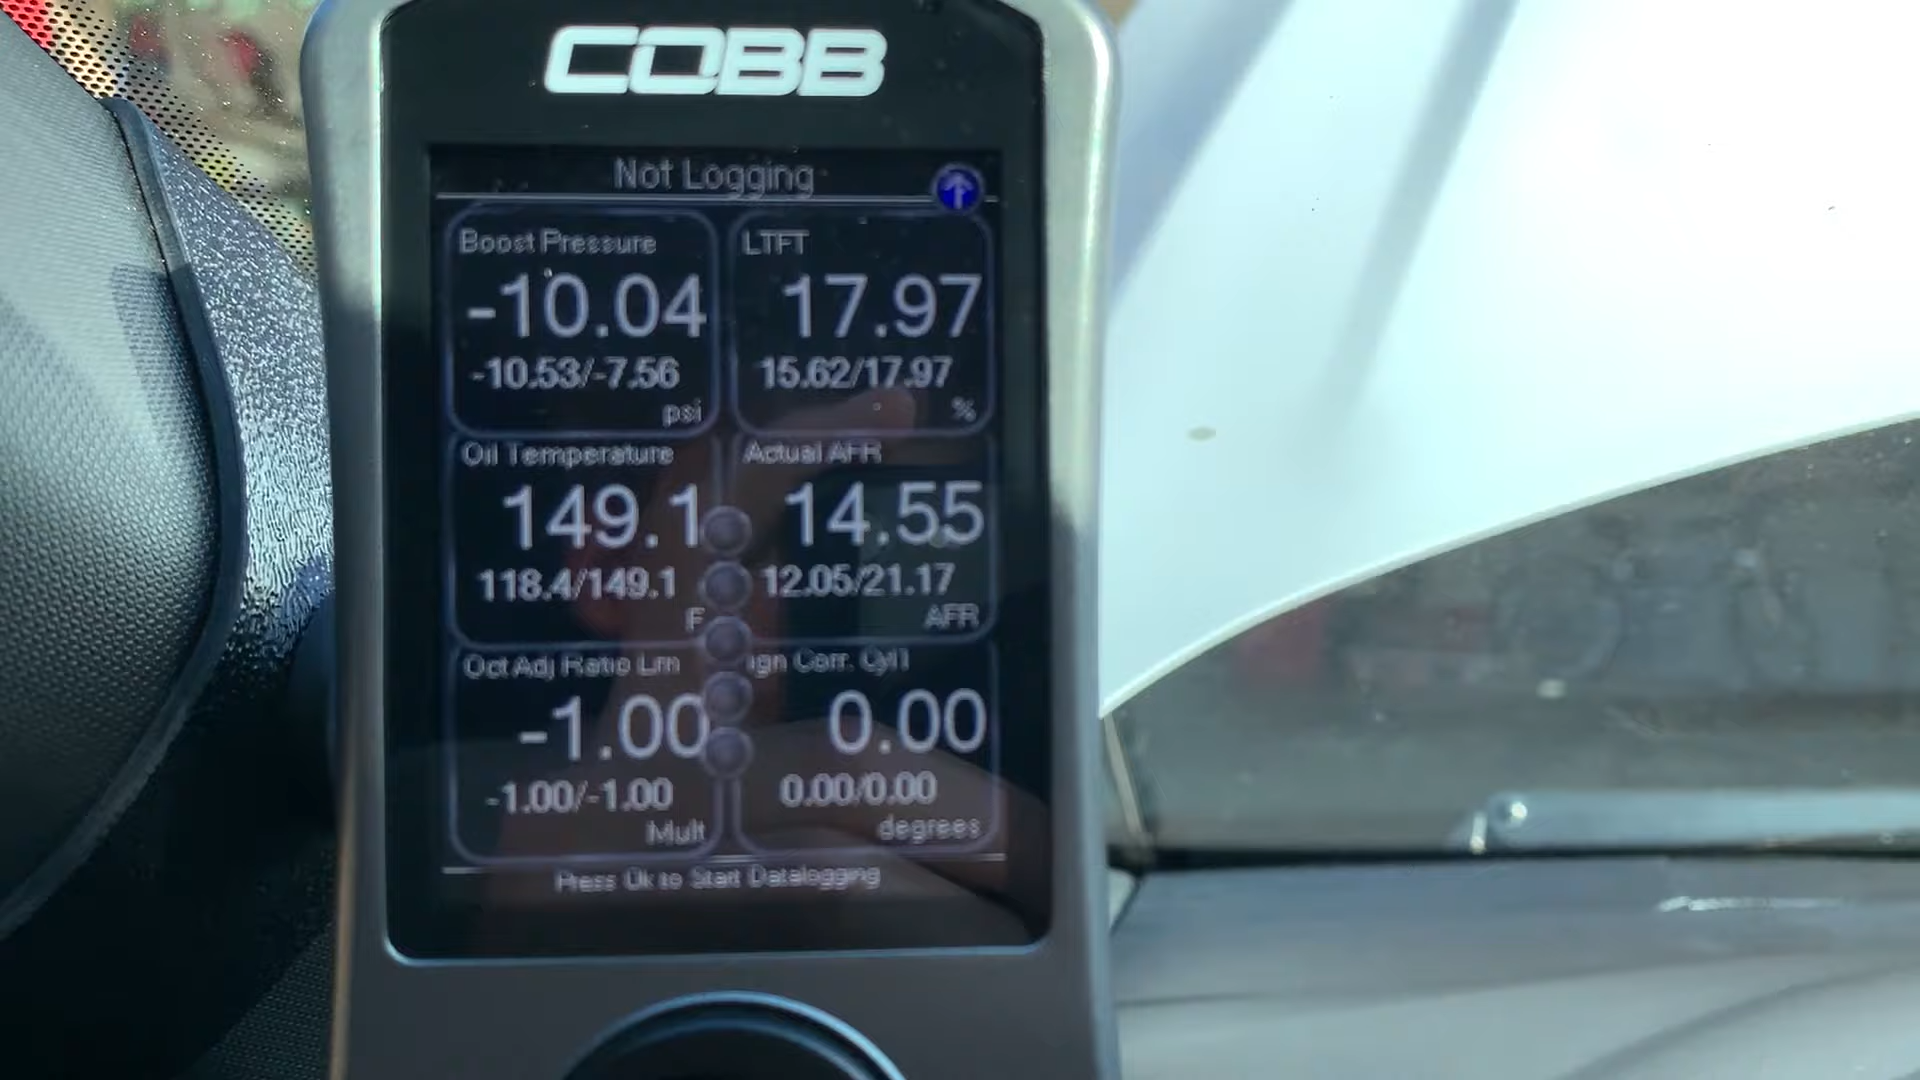 COBB
Not Logging
Boost Pressure
-10.04
-10.53/-7.56
psi
LTFT
17.97
15.62/17.97
%
Oil Temperature
149.1
118.4/149.1
F
Actual AFR
14.55
12.05/21.17
AFR
Oct Adj Ratio Lrn
-1.00
-1.00/-1.00
Mult
Ign Corr. Cyl1
0.00
0.00/0.00
degrees
Press Ok to Start Datalogging